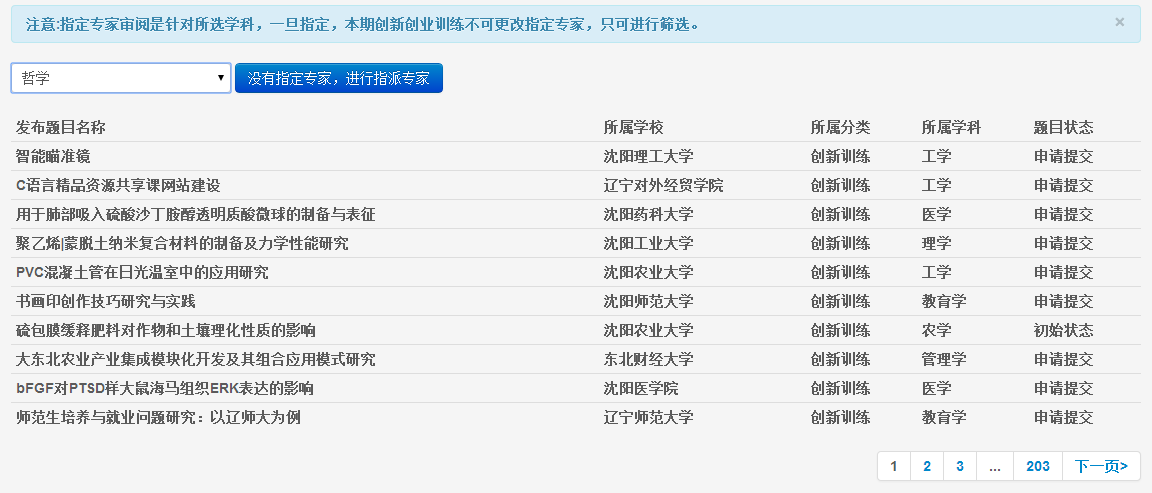 注意:指定专家审阅是针对所选学科，一旦指定，本期创新创业训练不可更改指定专家，只可进行筛选。 ×
哲学 没有指定专家，进行指派专家
发布题目名称 所属学校 所属分类 所属学科 题目状态
智能瞄准镜 沈阳理工大学 创新训练 工学 申请提交
C语言精品资源共享课网站建设 辽宁对外经贸学院 创新训练 工学 申请提交
用于肺部吸入硫酸沙丁胺醇透明质酸微球的制备与表征 沈阳药科大学 创新训练 医学 申请提交
聚乙烯|蒙脱土纳米复合材料的制备及力学性能研究 沈阳工业大学 创新训练 理学 申请提交
PVC混凝土管在日光温室中的应用研究 沈阳农业大学 创新训练 工学 申请提交
书画印创作技巧研究与实践 沈阳师范大学 创新训练 教育学 申请提交
硫包膜缓释肥料对作物和土壤理化性质的影响 沈阳农业大学 创新训练 农学 初始状态
大东北农业产业集成模块化开发及其组合应用模式研究 东北财经大学 创新训练 管理学 申请提交
bFGF对PTSD样大鼠海马组织ERK表达的影响 沈阳医学院 创新训练 医学 申请提交
师范生培养与就业问题研究：以辽师大为例 辽宁师范大学 创新训练 教育学 申请提交
1 2 3 ... 203 下一页>